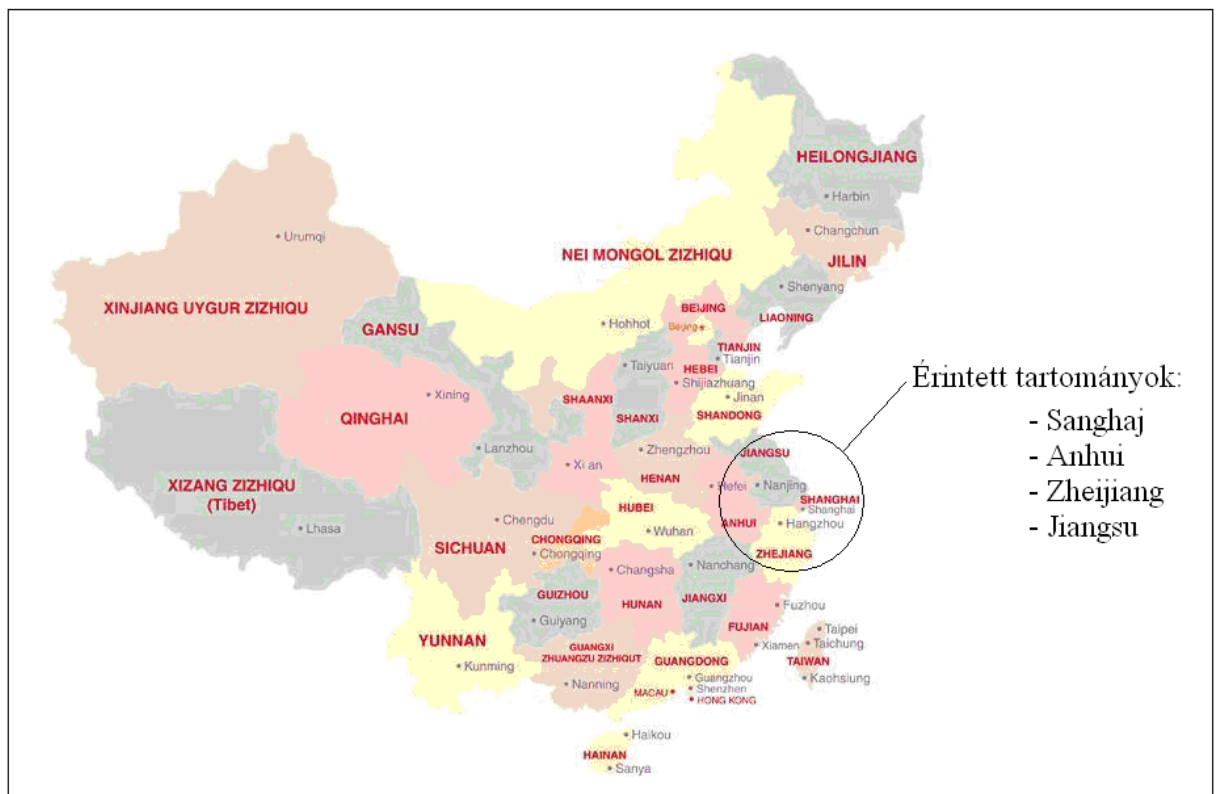 HEILONGJIANG
Harbin
Changchun
JILIN
Urumqi
NEI MONGOL ZIZHIQU
Shenyang
XINJIANG UYGUR ZIZHIQU
BEIJING
LIAONING
GANSU
Hohhot
Beijing
TIANJIN
Tianjin
Taiyuan
HEBEI
Shijiazhuang
Érintett tartományok:
- Sanghaj
- Anhui
- Zheijiang
- Jiangsu
Xining
SHAANXI
Jinan
QINGHAI
SHANXI
SHANDONG
Lanzhou
Zhengzhou
JIANGSU
Xi an
HENAN
Hefei
Nanjing
XIZANG ZIZHIQU
(Tibet)
SHANGHAI
Shanghai
HUBEI
Lhasa
Chengdu
Wuhan
ANHUI
Hangzhou
SICHUAN
CHONGQING
Chongqing
ZHEJIANG
Changsha
Nanchang
GUIZHOU
HUNAN
JIANGXI
Guiyang
Fuzhou
FUJIAN
YUNNAN
GUANGXI
ZHUANGZU ZIZHIQUT
Xiamen
Taipei
Taichung
TAIWAN
Kaohsiung
Kunming
GUANGDONG
Guangzhou
Nanning
Shenzhen
MACAU
HONG KONG
Haikou
HAINAN
Sanya